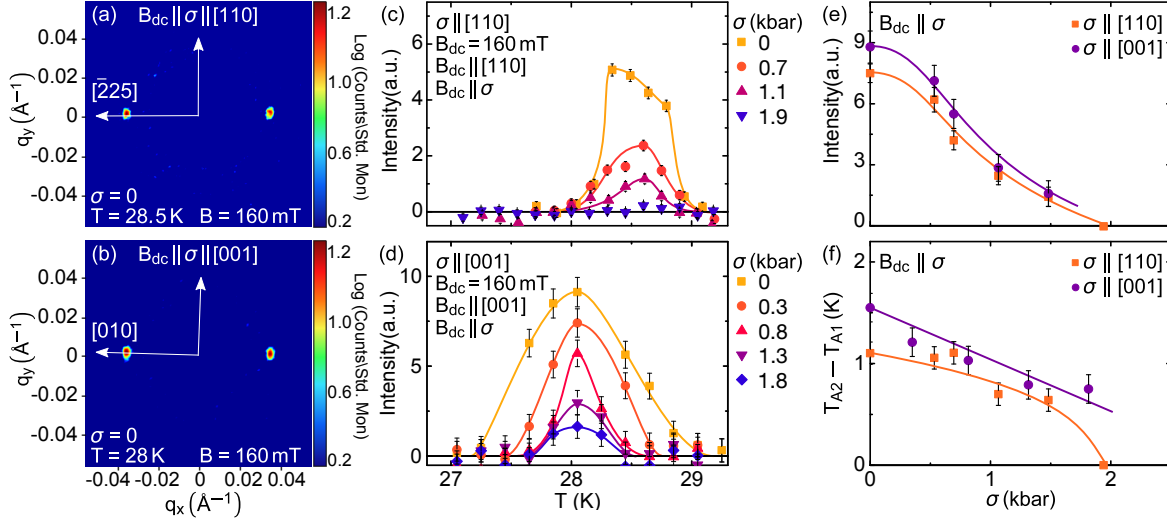 (a) B_dc ∥ σ ∥ [110]
0.04
0.02
0
-0.02
-0.04
q_y (Å⁻¹)
[2̄25]
σ = 0
T = 28.5 K B = 160 mT
1.2
1.0
0.8
0.6
0.4
0.2
Log (Counts\Std. Mon)
(b) B_dc ∥ σ ∥ [001]
0.04
0.02
0
-0.02
-0.04
q_y (Å⁻¹)
[010]
σ = 0
T = 28 K B = 160 mT
-0.04 0 0.04
q_x (Å⁻¹)
1.2
1.0
0.8
0.6
0.4
0.2
Log (Counts\Std. Mon)
(c)
σ ∥ [110]
B_dc = 160 mT
B_dc ∥ [110]
B_dc ∥ σ
6
4
2
0
Intensity(a.u.)
σ (kbar)
0
0.7
1.1
1.9
(d)
σ ∥ [001]
B_dc = 160 mT
B_dc ∥ [001]
B_dc ∥ σ
10
5
0
Intensity(a.u.)
27 28 29
T (K)
σ (kbar)
0
0.3
0.8
1.3
1.8
(e)
B_dc ∥ σ
σ ∥ [110]
σ ∥ [001]
9
6
3
0
Intensity(a.u.)
(f)
B_dc ∥ σ
σ ∥ [110]
σ ∥ [001]
2
1
0
T_A2 − T_A1 (K)
0 1 2
σ (kbar)